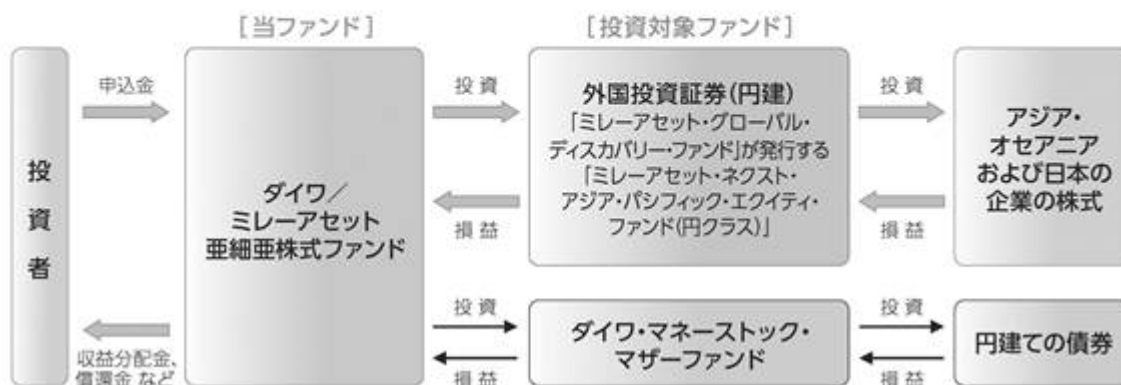 [当ファンド]
[投資対象ファンド]
投資者
申込金
収益分配金、
償還金 など
ダイワ／
ミレーアセット
亜細亜株式ファンド
投 資
損 益
外国投資証券(円建)
「ミレーアセット・グローバル・
ディスカバリー・ファンド」が発行する
「ミレーアセット・ネクスト・
アジア・パシフィック・エクイティ・
ファンド(円クラス)」
投 資
損 益
アジア・
オセアニア
および日本の
企業の株式
投 資
損 益
ダイワ・マネーストック・
マザーファンド
投 資
損 益
円建ての債券